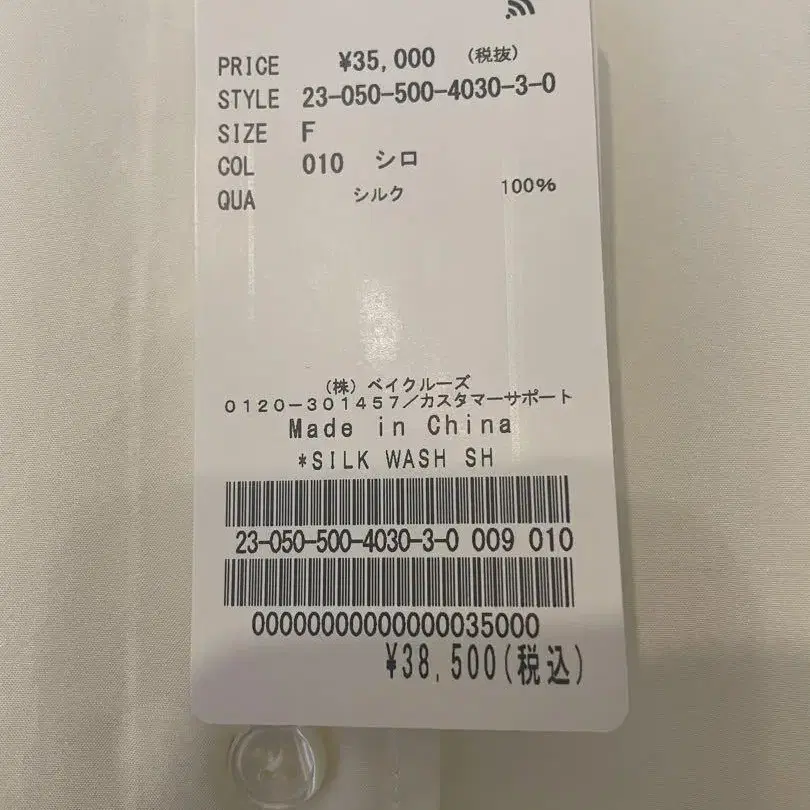 PRICE ¥35,000 (税抜)
STYLE 23-050-500-4030-3-0
SIZE F
COL 010 シロ
QUA シルク 100%
(株)ベイクルーズ
0120-301457/カスタマーサポート
Made in China
*SILK WASH SH
23-050-500-4030-3-0 009 010
00000000000000035000
¥38,500(税込)